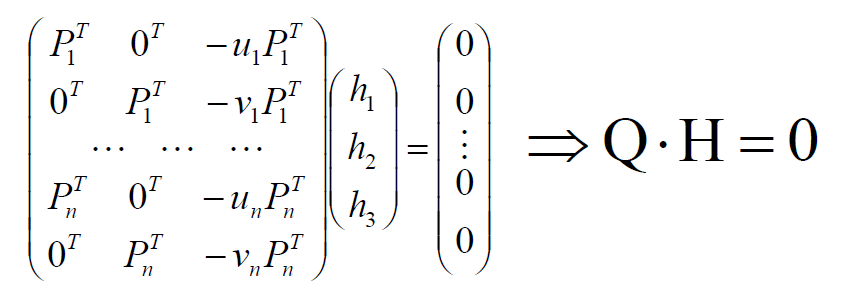 P₁ᵀ 0ᵀ −u₁P₁ᵀ
0ᵀ P₁ᵀ −v₁P₁ᵀ
⋯ ⋯ ⋯
Pₙᵀ 0ᵀ −uₙPₙᵀ
0ᵀ Pₙᵀ −vₙPₙᵀ
h₁
h₂
h₃
=
0
0
⋮
0
0
⇒ Q · H = 0